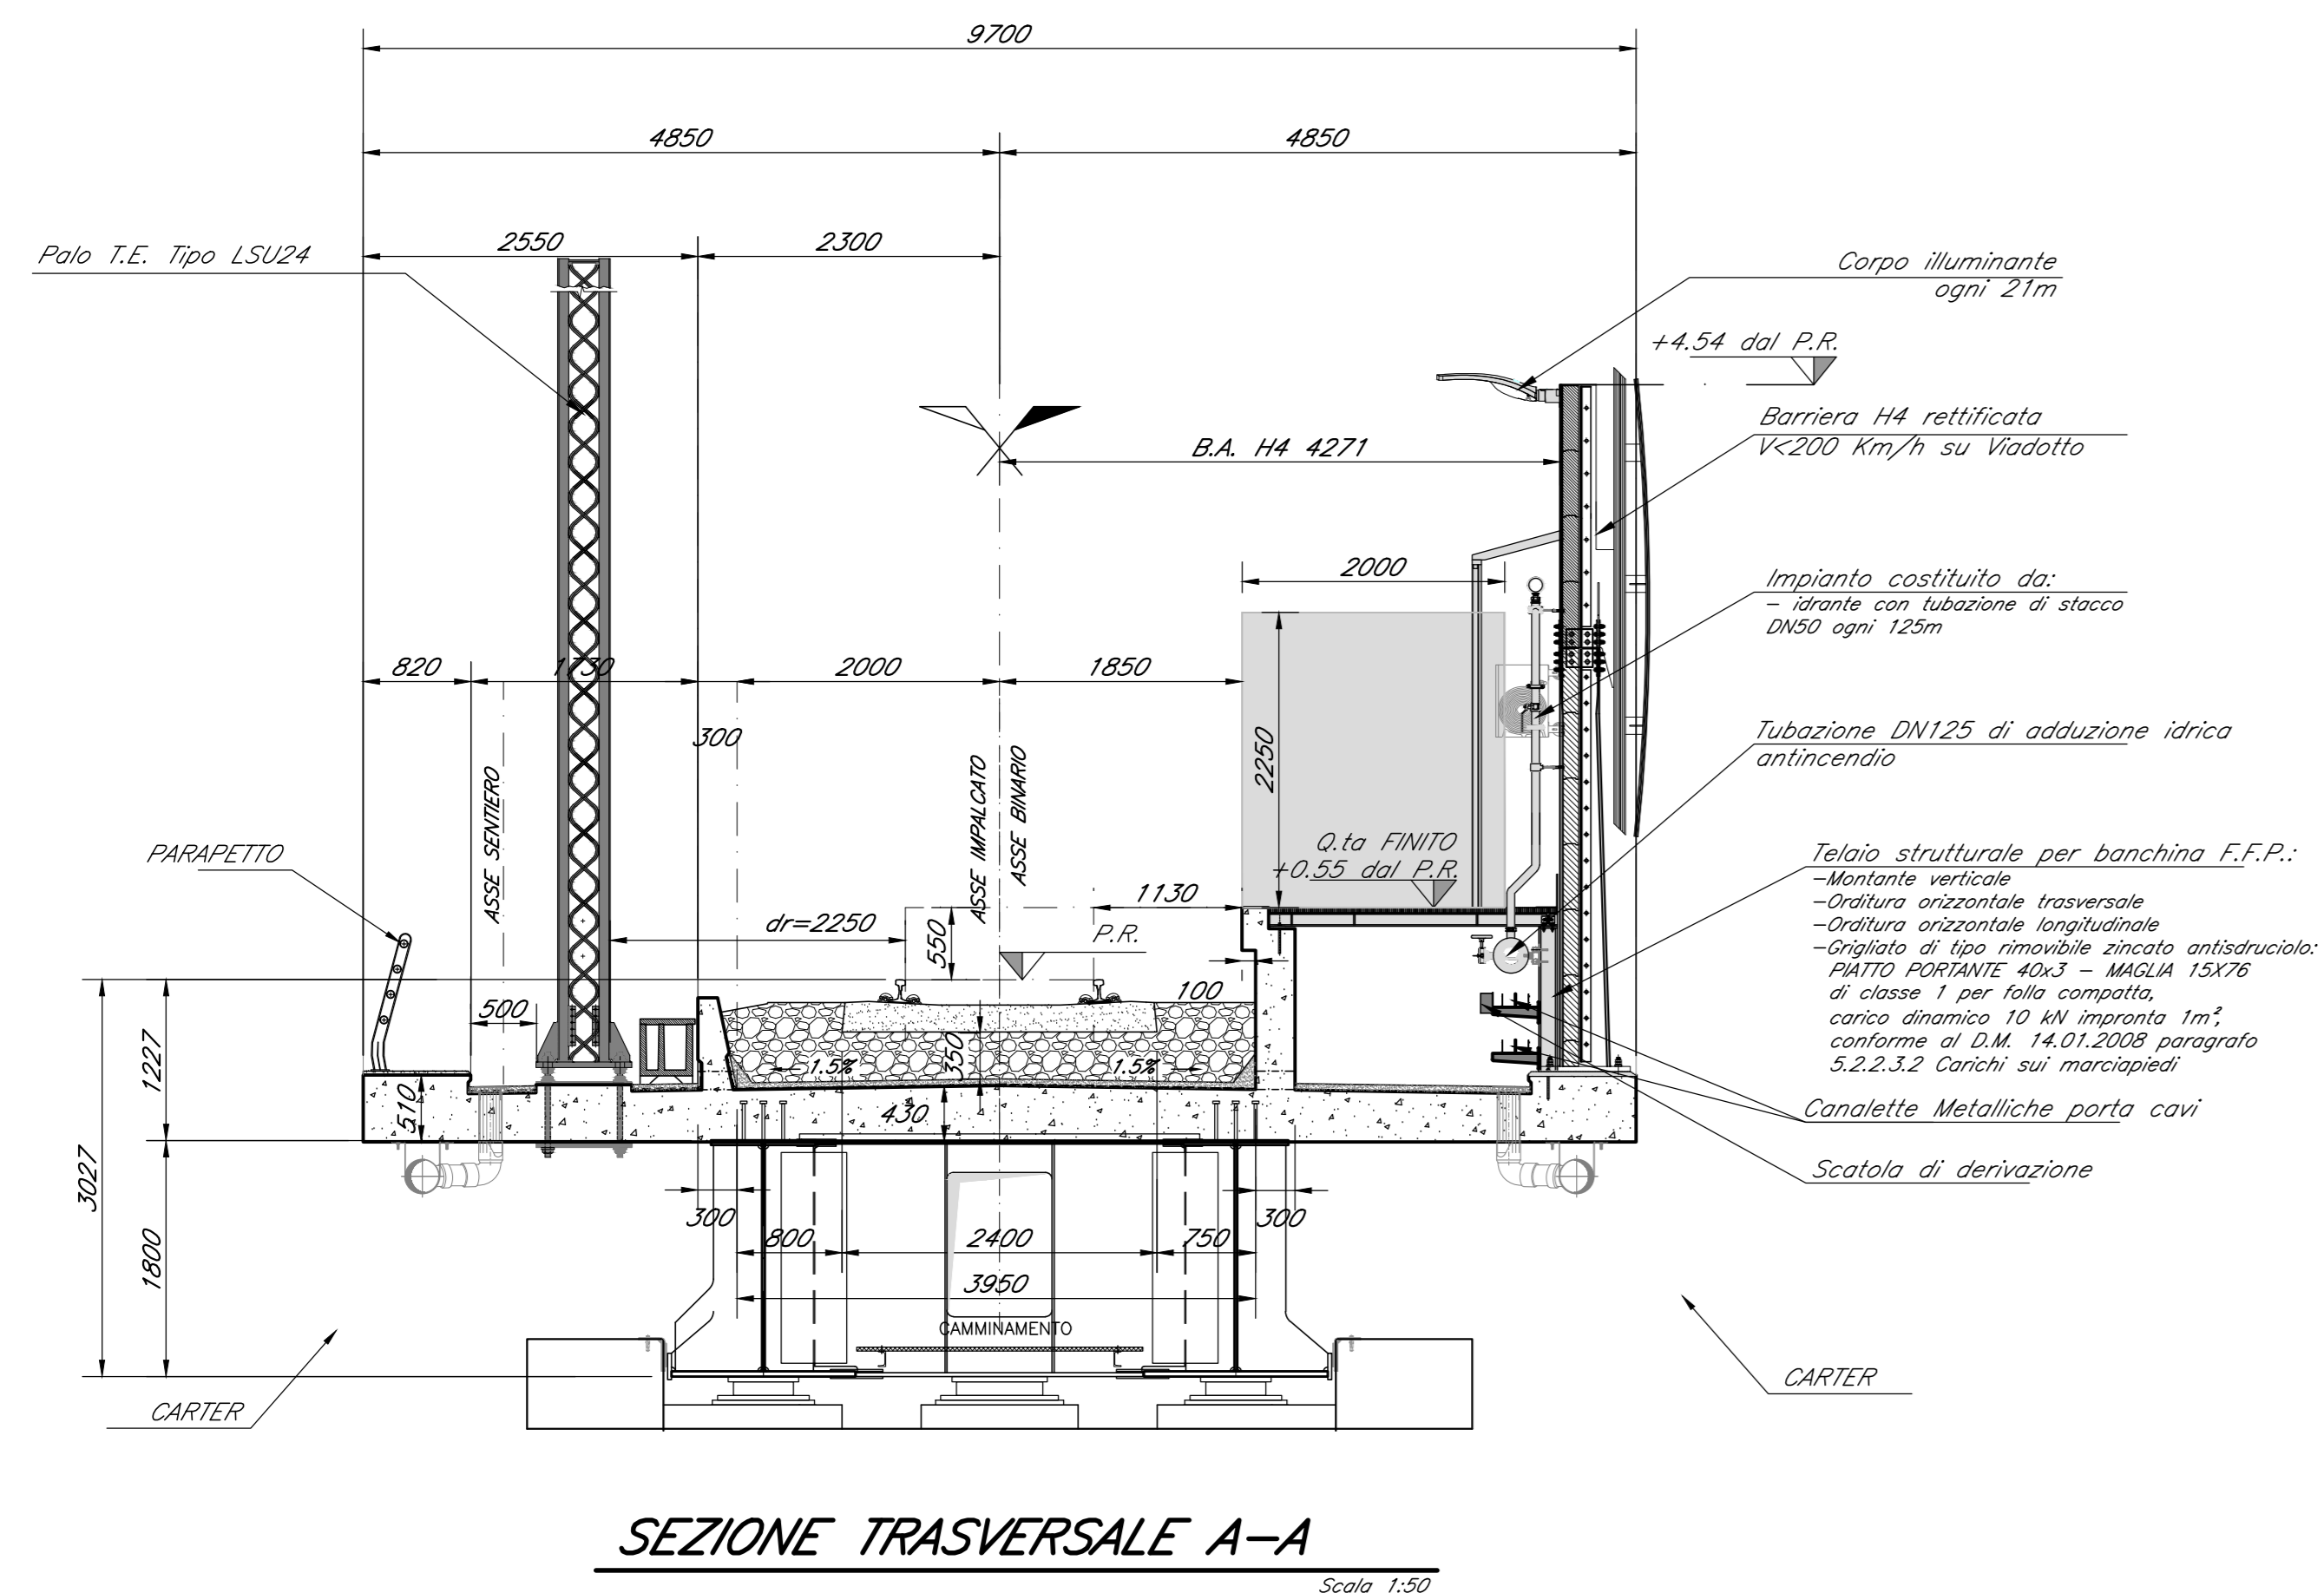 9700
4850
4850
2550
2300
Palo T.E. Tipo LSU24
Corpo illuminante
ogni 21m
+4.54 dal P.R.
Barriera H4 rettificata
V<200 Km/h su Viadotto
B.A. H4 4271
2000
Impianto costituito da:
- idrante con tubazione di stacco
DN50 ogni 125m
820
1730
2000
1850
300
2250
ASSE SENTIERO
ASSE IMPALCATO
ASSE BINARIO
Tubazione DN125 di adduzione idrica
antincendio
PARAPETTO
Q.ta FINITO
+0.55 dal P.R.
1130
dr=2250
550
P.R.
Telaio strutturale per banchina F.F.P.:
-Montante verticale
-Orditura orizzontale trasversale
-Orditura orizzontale longitudinale
-Grigliato di tipo rimovibile zincato antisdruciolo:
PIATTO PORTANTE 40x3 - MAGLIA 15X76
di classe 1 per folla compatta,
carico dinamico 10 kN impronta 1m²,
conforme al D.M. 14.01.2008 paragrafo
5.2.2.3.2 Carichi sui marciapiedi
100
500
1227
350
1.5%
1.5%
510
430
Canalette Metalliche porta cavi
Scatola di derivazione
3027
1800
300
300
800
2400
750
3950
CAMMINAMENTO
CARTER
CARTER
SEZIONE TRASVERSALE A-A
Scala 1:50